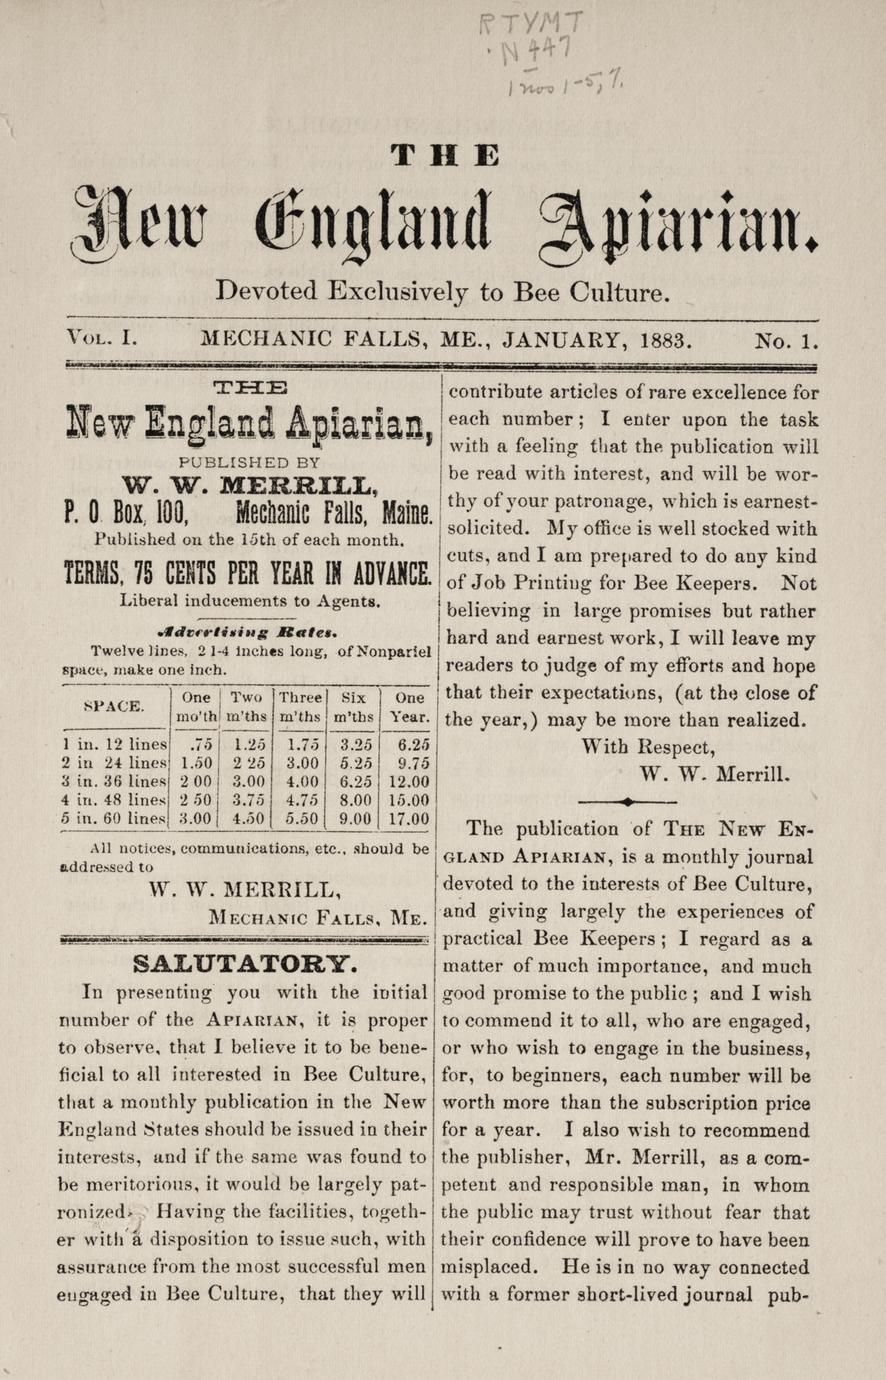 RTYMT
.N447
1 nos 1-5,7.
THE
New England Apiarian.
Devoted Exclusively to Bee Culture.
VOL. I. MECHANIC FALLS, ME., JANUARY, 1883. No. 1.
THE
New England Apiarian,
PUBLISHED BY
W. W. MERRILL,
P. O Box, 100, Mechanic Falls, Maine.
Published on the 15th of each month.
TERMS, 75 CENTS PER YEAR IN ADVANCE.
Liberal inducements to Agents.
Advertising Rates.
Twelve lines, 2 1-4 inches long, of Nonpariel
space, make one inch.
SPACE. One mo'th Two m'ths Three m'ths Six m'ths One Year.
1 in. 12 lines .75 1.25 1.75 3.25 6.25
2 in 24 lines 1.50 2 25 3.00 5.25 9.75
3 in. 36 lines 2 00 3.00 4.00 6.25 12.00
4 in. 48 lines 2 50 3.75 4.75 8.00 15.00
5 in. 60 lines 3.00 4.50 5.50 9.00 17.00
All notices, communications, etc., should be
addressed to
W. W. MERRILL,
MECHANIC FALLS, ME.
SALUTATORY.
In presenting you with the initial
number of the APIARIAN, it is proper
to observe, that I believe it to be bene-
ficial to all interested in Bee Culture,
that a monthly publication in the New
England States should be issued in their
interests, and if the same was found to
be meritorious, it would be largely pat-
ronized. Having the facilities, togeth-
er with a disposition to issue such, with
assurance from the most successful men
engaged in Bee Culture, that they will
contribute articles of rare excellence for
each number; I enter upon the task
with a feeling that the publication will
be read with interest, and will be wor-
thy of your patronage, which is earnest-
solicited. My office is well stocked with
cuts, and I am prepared to do any kind
of Job Printing for Bee Keepers. Not
believing in large promises but rather
hard and earnest work, I will leave my
readers to judge of my efforts and hope
that their expectations, (at the close of
the year,) may be more than realized.
With Respect,
W. W. Merrill.
The publication of THE NEW EN-
GLAND APIARIAN, is a monthly journal
devoted to the interests of Bee Culture,
and giving largely the experiences of
practical Bee Keepers; I regard as a
matter of much importance, and much
good promise to the public; and I wish
to commend it to all, who are engaged,
or who wish to engage in the business,
for, to beginners, each number will be
worth more than the subscription price
for a year. I also wish to recommend
the publisher, Mr. Merrill, as a com-
petent and responsible man, in whom
the public may trust without fear that
their confidence will prove to have been
misplaced. He is in no way connected
with a former short-lived journal pub-